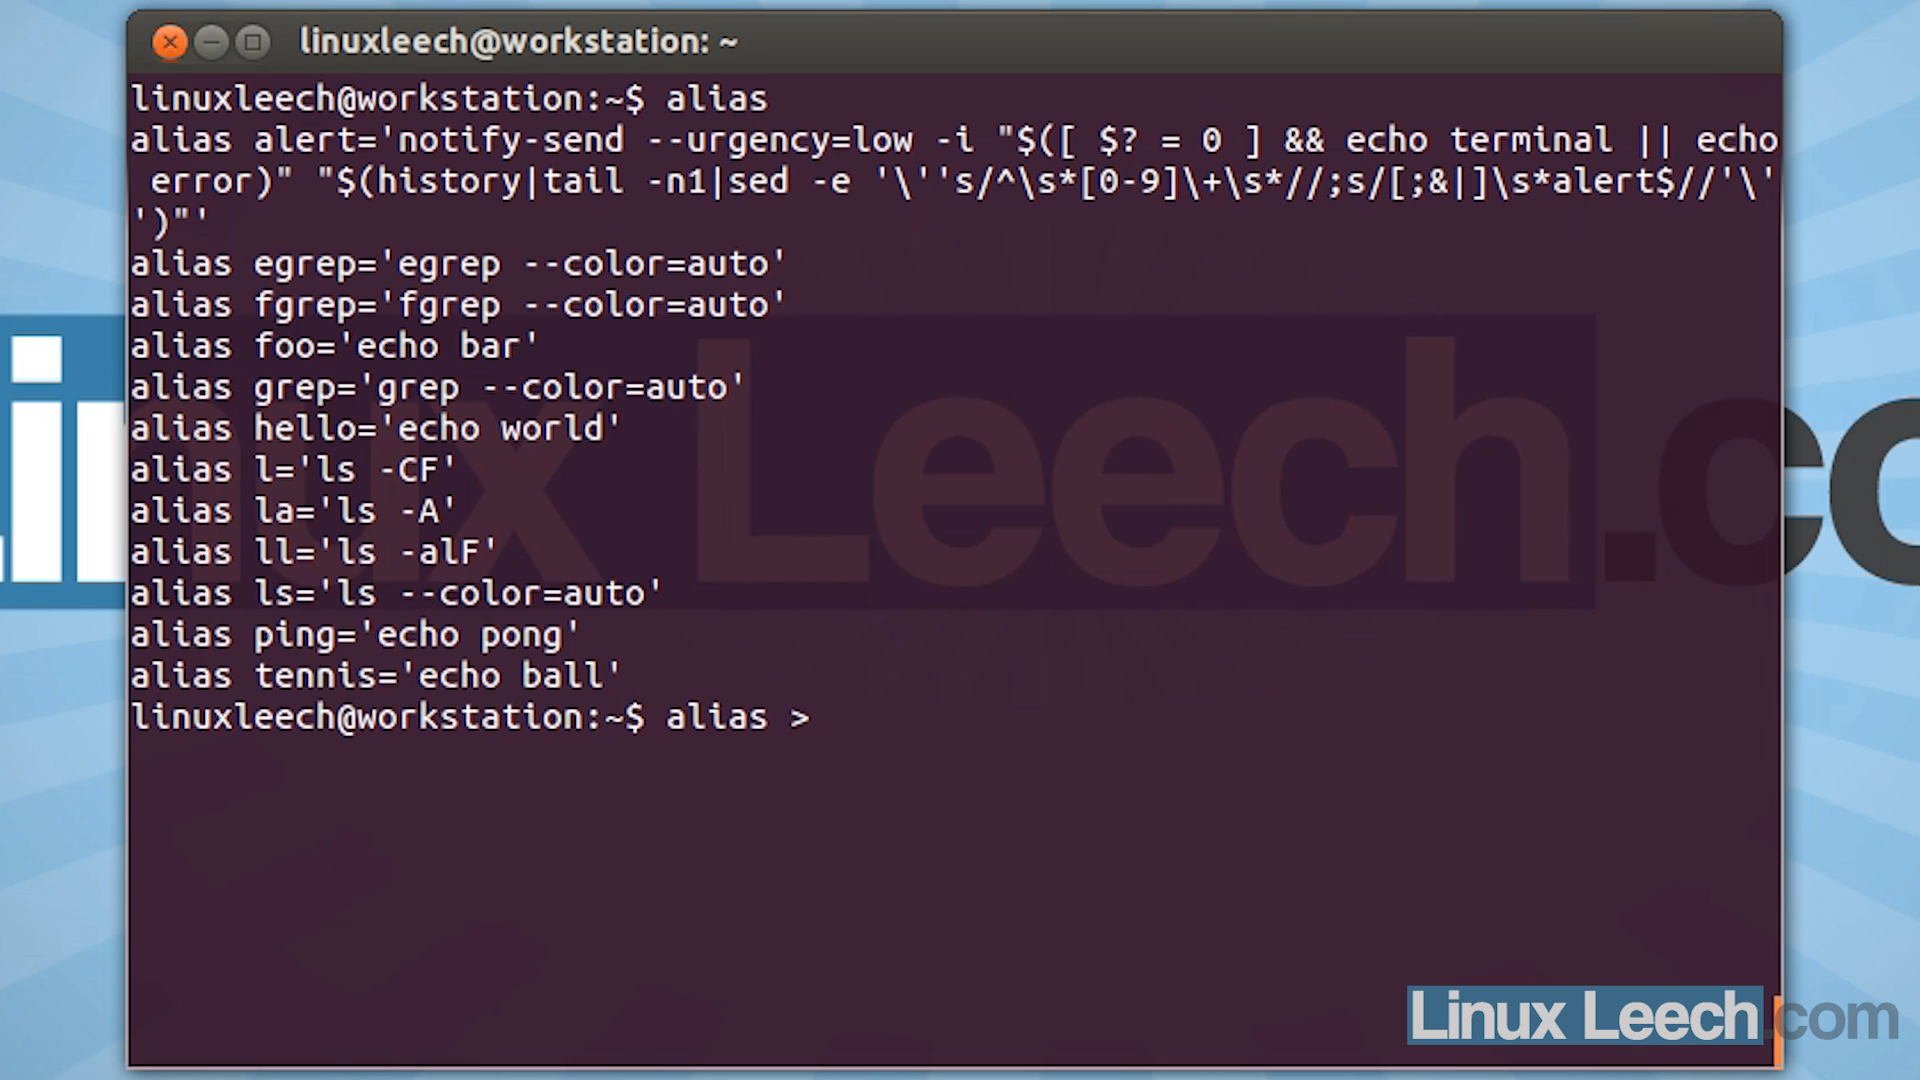 linuxleech@workstation: ~
linuxleech@workstation:~$ alias
alias alert='notify-send --urgency=low -i "$([ $? = 0 ] && echo terminal || echo
 error)" "$(history|tail -n1|sed -e '\''s/^\s*[0-9]\+\s*//;s/[;&|]\s*alert$//'\'
')"'
alias egrep='egrep --color=auto'
alias fgrep='fgrep --color=auto'
alias foo='echo bar'
alias grep='grep --color=auto'
alias hello='echo world'
alias l='ls -CF'
alias la='ls -A'
alias ll='ls -alF'
alias ls='ls --color=auto'
alias ping='echo pong'
alias tennis='echo ball'
linuxleech@workstation:~$ alias >
Linux Leech.co
Linux Leech.com